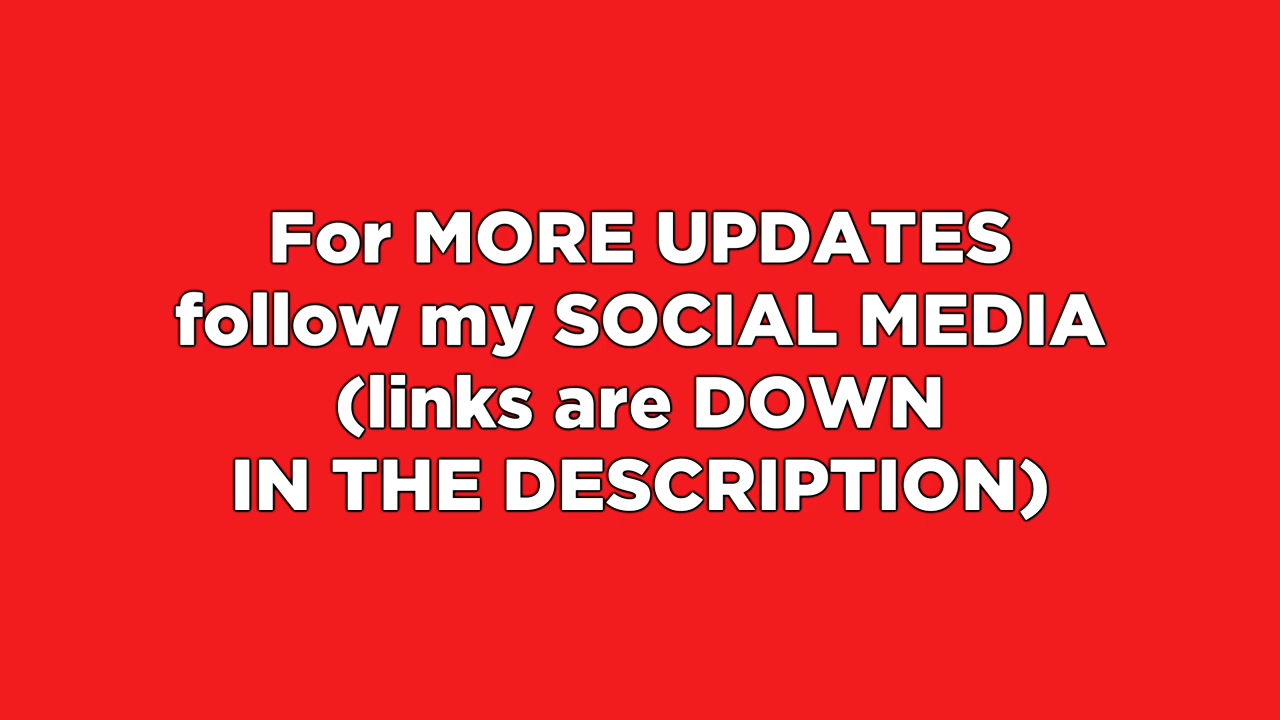 For MORE UPDATES
follow my SOCIAL MEDIA
(links are DOWN
IN THE DESCRIPTION)